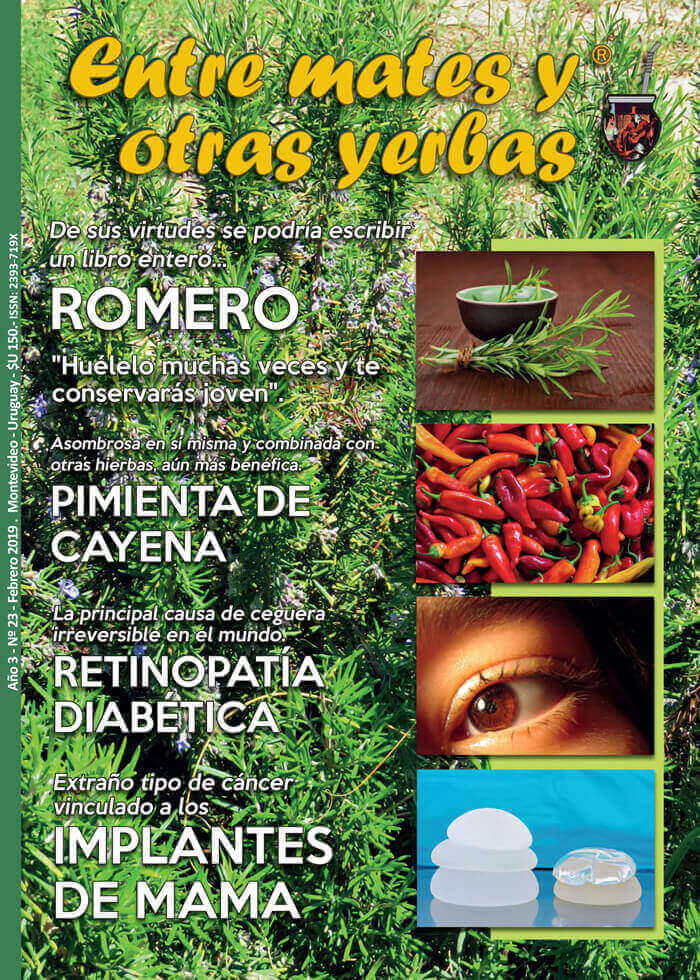 Entre mates y ®
otras yerbas
De sus virtudes se podría escribir
un libro entero...
ROMERO
"Huélelo muchas veces y te
conservarás joven".
Asombrosa en sí misma y combinada con
otras hierbas, aún más benéfica.
PIMIENTA DE
CAYENA
La principal causa de ceguera
irreversible en el mundo.
RETINOPATÍA
DIABÉTICA
Extraño tipo de cáncer
vinculado a los
IMPLANTES
DE MAMA
Año 3 - Nº 23 - Febrero 2019 . Montevideo - Uruguay - $U 150.- ISSN: 2393-719X